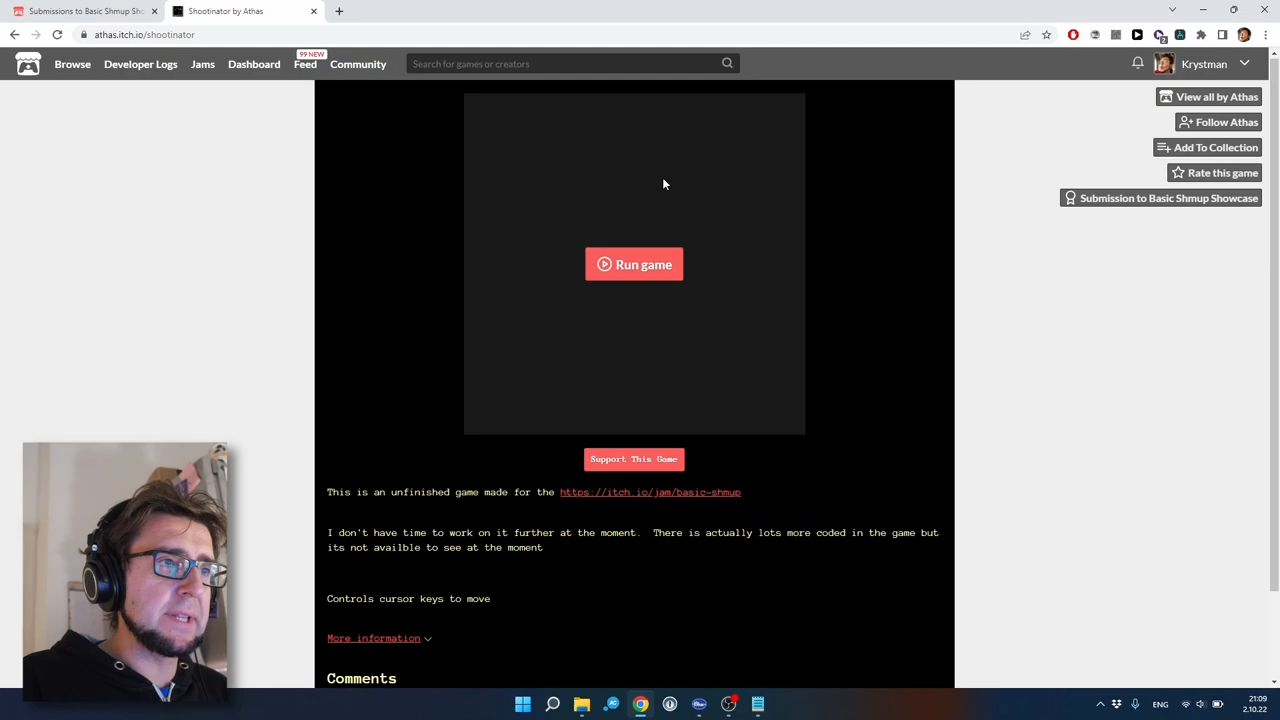 Submissions to Basic Shmup Sho
Shootinator by Athas
athas.itch.io/shootinator
2
Browse
Developer Logs
Jams
Dashboard
99 NEW
Feed
Community
Search for games or creators
Krystman
View all by Athas
Follow Athas
Add To Collection
Rate this game
Submission to Basic Shmup Showcase
Run game
Support This Game
This is an unfinished game made for the https://itch.io/jam/basic-shmup
I don't have time to work on it further at the moment. There is actually lots more coded in the game but
its not availble to see at the moment
Controls cursor keys to move
More information
Comments
ENG
21:09
2.10.22